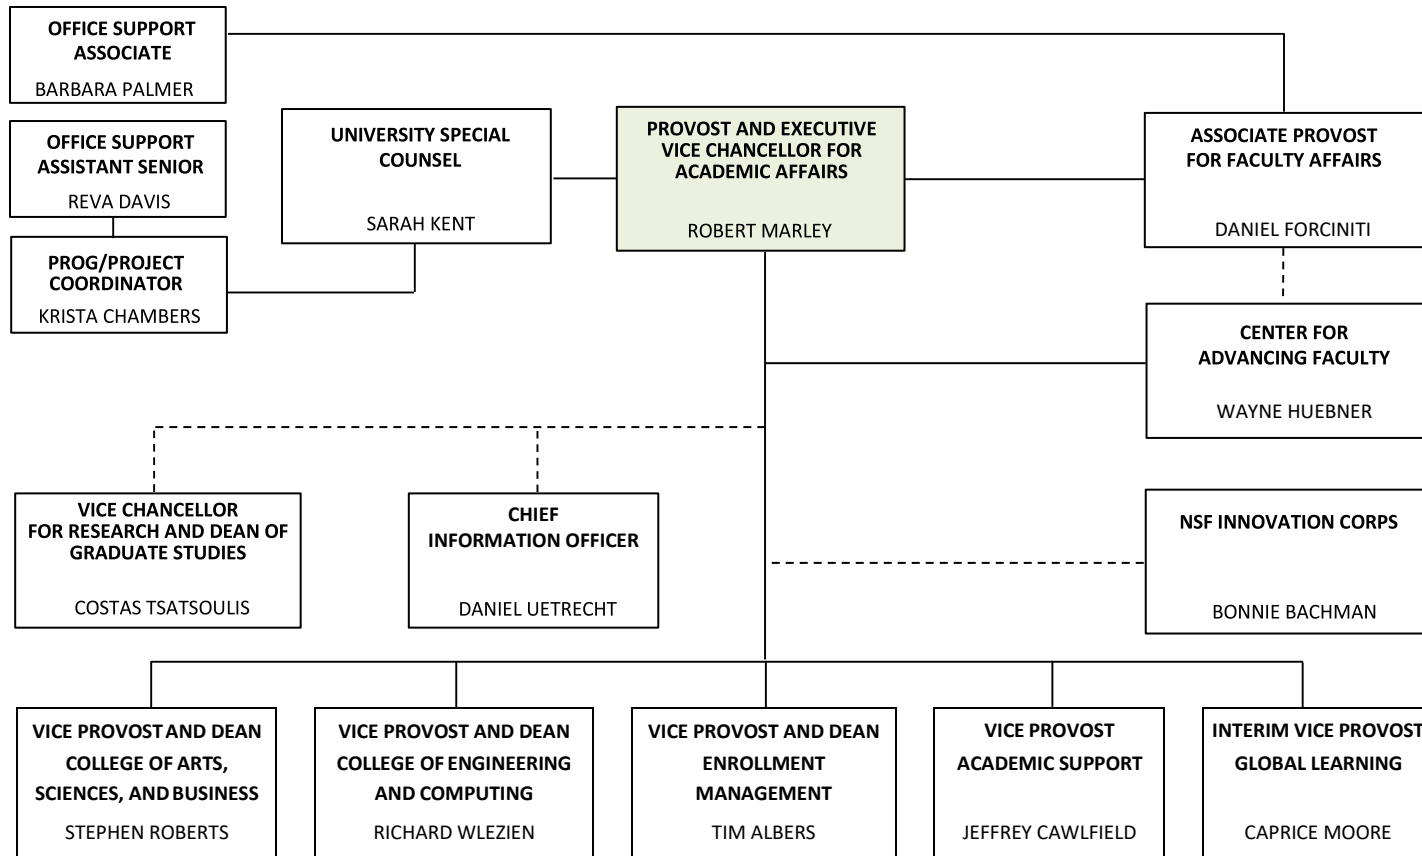 OFFICE SUPPORT
ASSOCIATE
BARBARA PALMER
OFFICE SUPPORT
ASSISTANT SENIOR
REVA DAVIS
PROG/PROJECT
COORDINATOR
KRISTA CHAMBERS
UNIVERSITY SPECIAL
COUNSEL
SARAH KENT
PROVOST AND EXECUTIVE
VICE CHANCELLOR FOR
ACADEMIC AFFAIRS
ROBERT MARLEY
ASSOCIATE PROVOST
FOR FACULTY AFFAIRS
DANIEL FORCINITI
CENTER FOR
ADVANCING FACULTY
WAYNE HUEBNER
VICE CHANCELLOR
FOR RESEARCH AND DEAN OF
GRADUATE STUDIES
COSTAS TSATSOULIS
CHIEF
INFORMATION OFFICER
DANIEL UETRECHT
NSF INNOVATION CORPS
BONNIE BACHMAN
VICE PROVOST AND DEAN
COLLEGE OF ARTS,
SCIENCES, AND BUSINESS
STEPHEN ROBERTS
VICE PROVOST AND DEAN
COLLEGE OF ENGINEERING
AND COMPUTING
RICHARD WLEZIEN
VICE PROVOST AND DEAN
ENROLLMENT
MANAGEMENT
TIM ALBERS
VICE PROVOST
ACADEMIC SUPPORT
JEFFREY CAWLFIELD
INTERIM VICE PROVOST
GLOBAL LEARNING
CAPRICE MOORE